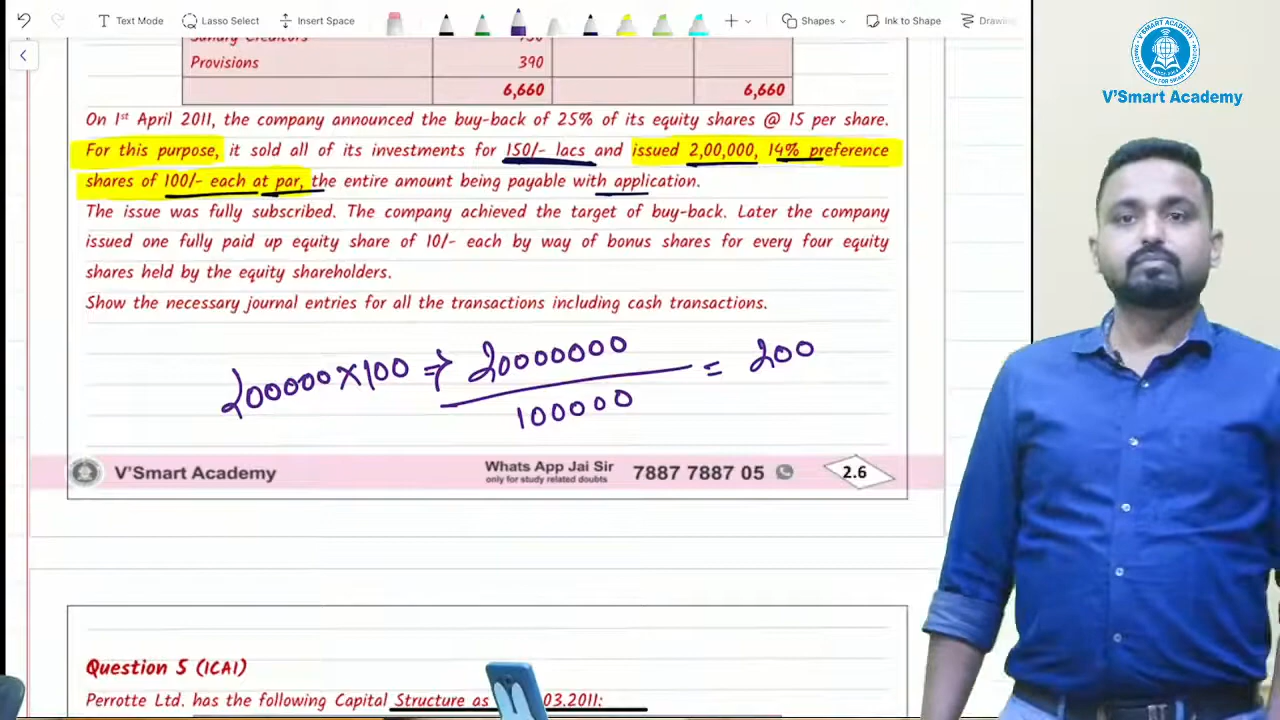 Text Mode Lasso Select Insert Space Shapes Ink to Shape Drawing
V'Smart Academy
Provisions 390
6,660 6,660
On 1st April 2011, the company announced the buy-back of 25% of its equity shares @ 15 per share.
For this purpose, it sold all of its investments for 150/- lacs and issued 2,00,000, 14% preference
shares of 100/- each at par, the entire amount being payable with application.
The issue was fully subscribed. The company achieved the target of buy-back. Later the company
issued one fully paid up equity share of 10/- each by way of bonus shares for every four equity
shares held by the equity shareholders.
Show the necessary journal entries for all the transactions including cash transactions.
200000 × 100 ⇒ 20000000 = 200
100000
V'Smart Academy Whats App Jai Sir 7887 7887 05 2.6
only for study related doubts
Question 5 (ICAI)
Perrotte Ltd. has the following Capital Structure as 03.2011: